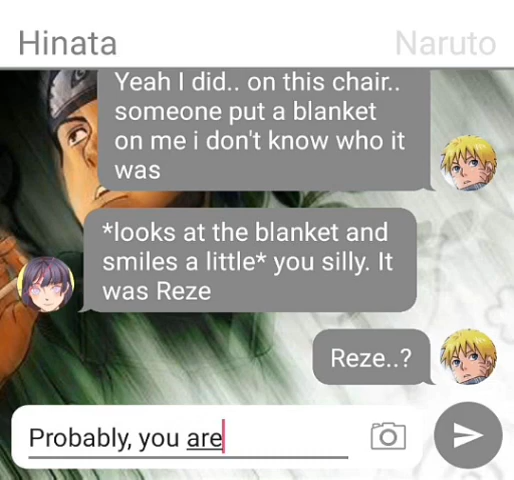 Hinata
Naruto
Yeah I did.. on this chair..
someone put a blanket
on me i don't know who it
was
*looks at the blanket and
smiles a little* you silly. It
was Reze
Reze..?
Probably, you are